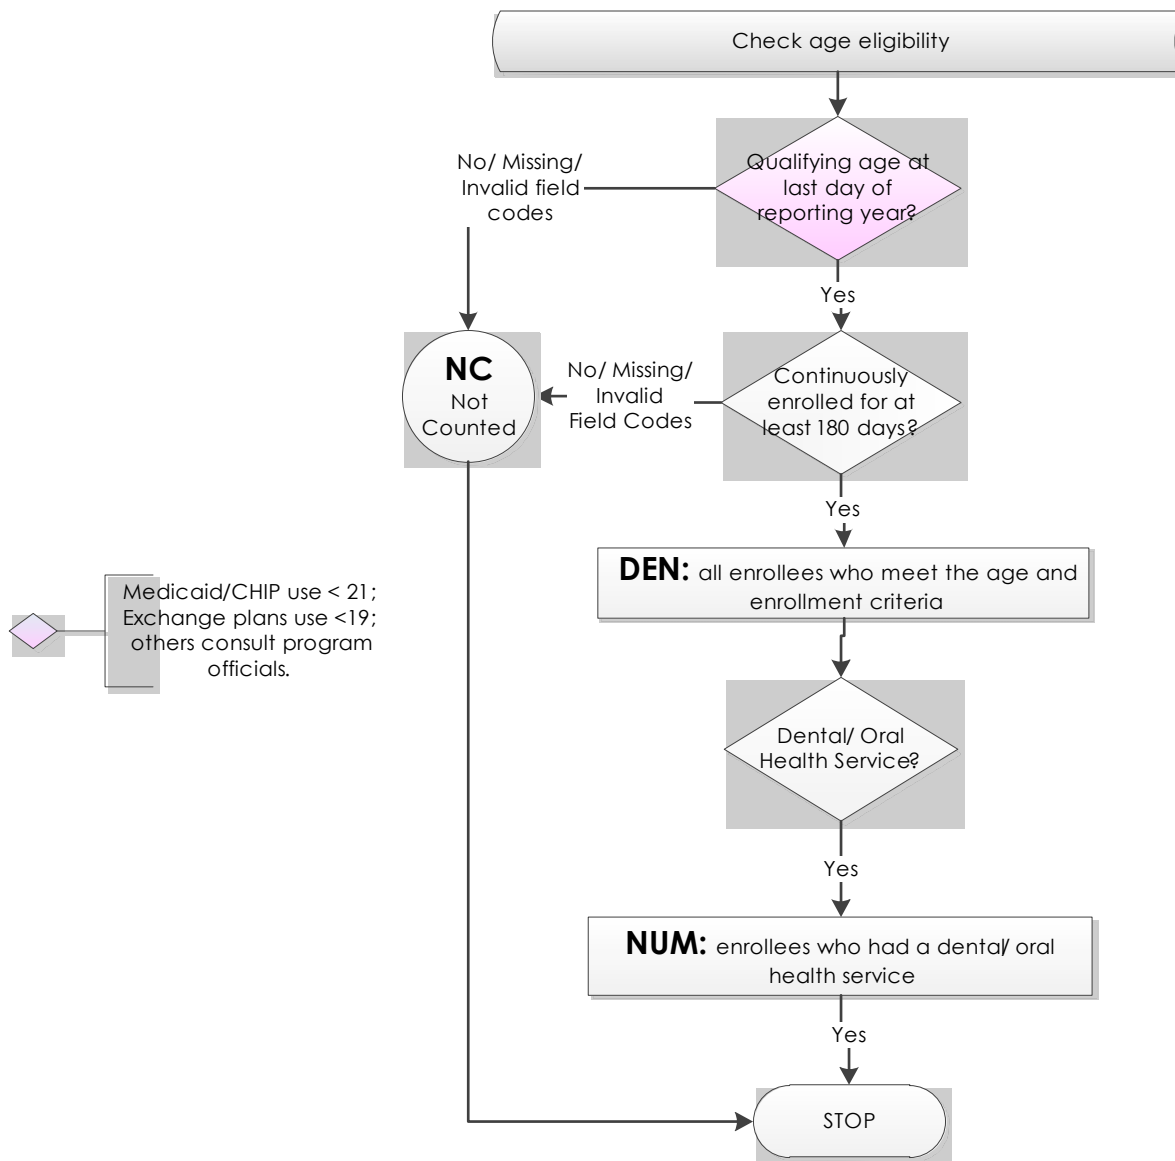 Check age eligibility
Qualifying age at
last day of
reporting year?
No/ Missing/
Invalid field
codes
Yes
NC
Not
Counted
No/ Missing/
Invalid
Field Codes
Continuously
enrolled for at
least 180 days?
Yes
DEN: all enrollees who meet the age and
enrollment criteria
Medicaid/CHIP use < 21;
Exchange plans use <19;
others consult program
officials.
Dental/ Oral
Health Service?
Yes
NUM: enrollees who had a dental/ oral
health service
Yes
STOP